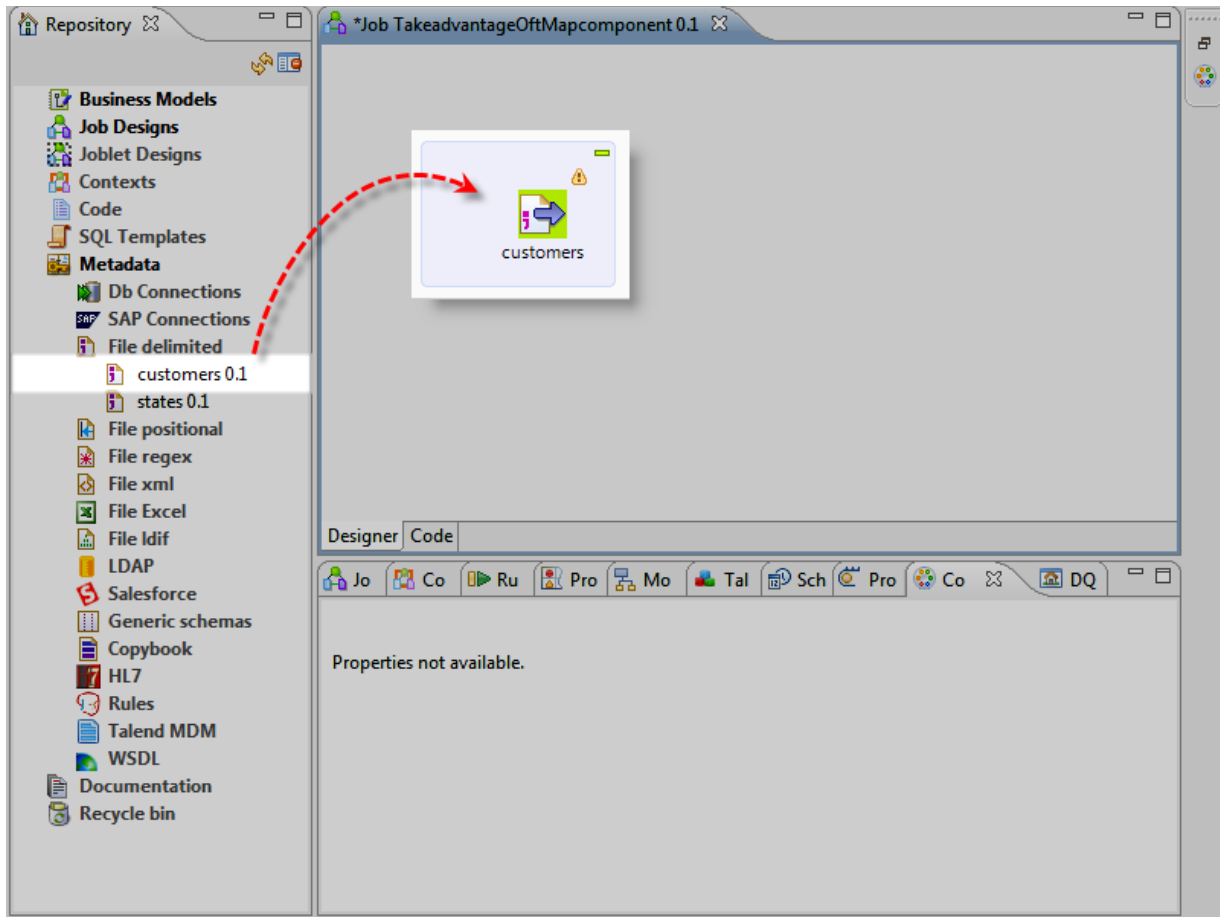 Repository
*Job TakeadvantageOftMapcomponent 0.1
Business Models
Job Designs
Joblet Designs
Contexts
Code
SQL Templates
Metadata
Db Connections
SAP
SAP Connections
File delimited
customers 0.1
states 0.1
File positional
File regex
File xml
File Excel
File ldif
LDAP
Salesforce
Generic schemas
Copybook
HL7
Rules
Talend MDM
WSDL
Documentation
Recycle bin
customers
Designer Code
Jo Co Ru Pro Mo Tal Sch Pro Co DQ
Properties not available.